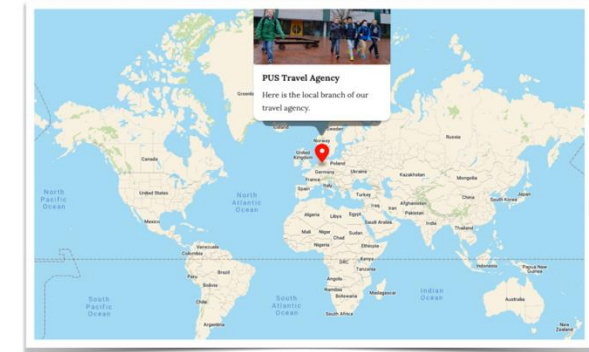 PUS Travel Agency
Here is the local branch of our
travel agency.
Iceland
Sweden
Norway
Russia
United
Kingdom
Poland
Canada
Germany
Ukraine
Kazakhstan
France
Mongolia
Italy
Spain
Turkey
North
Pacific
Ocean
United States
North
Atlantic
Ocean
China
Japan
South Korea
Iraq
Iran
Afghanistan
Pakistan
Algeria
Libya
Egypt
Saudi Arabia
India
Mexico
Mali
Niger
Chad
Sudan
Thailand
Nigeria
Ethiopia
Venezuela
Colombia
DRC
Kenya
Tanzania
Indonesia
Papua New
Guinea
Peru
Brazil
Angola
Bolivia
Namibia
Botswana
Madagascar
South
Pacific
Ocean
Chile
South
Atlantic
Ocean
Indian
Ocean
Australia
South Africa
Argentina
New
Zealand